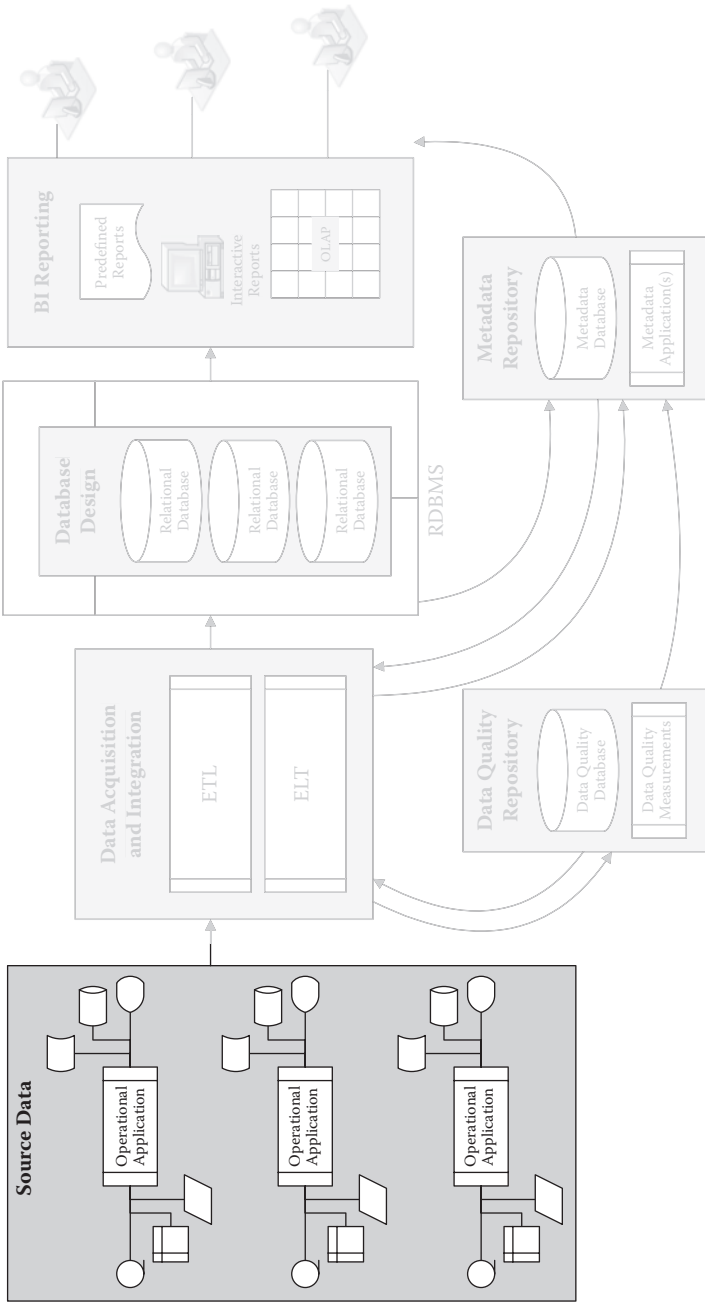 Source Data
Operational
Application
Operational
Application
Operational
Application
Data Acquisition
and Integration
ETL
ELT
Data Quality
Repository
Data Quality
Database
Data Quality
Measurements
Database
Design
Relational
Database
Relational
Database
Relational
Database
RDBMS
BI Reporting
Predefined
Reports
Interactive
Reports
OLAP
Metadata
Repository
Metadata
Database
Metadata
Application(s)